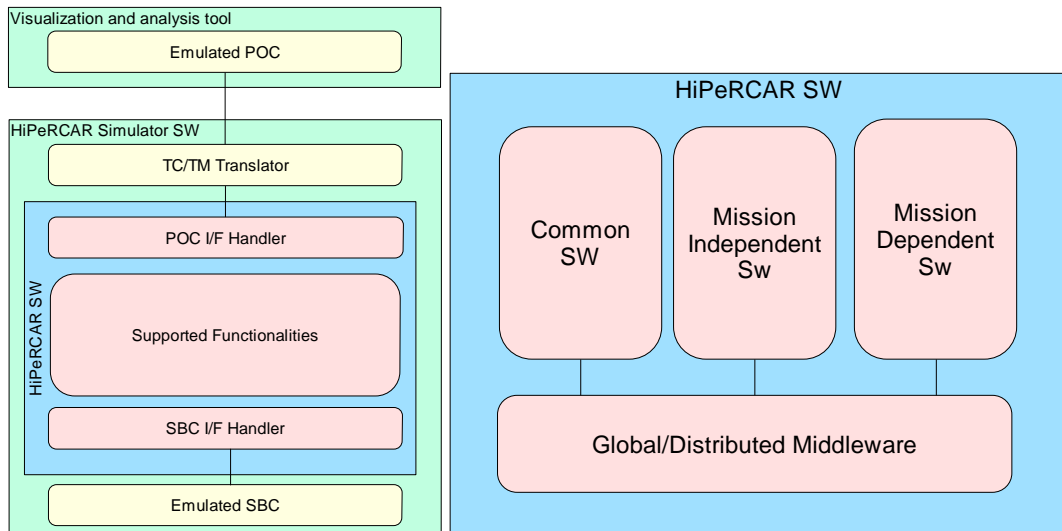 Visualization and analysis tool
Emulated POC
HiPeRCAR Simulator SW
TC/TM Translator
POC I/F Handler
HiPeRCAR SW
Supported Functionalities
SBC I/F Handler
Emulated SBC
HiPeRCAR SW
Common
SW
Mission
Independent
Sw
Mission
Dependent
Sw
Global/Distributed Middleware